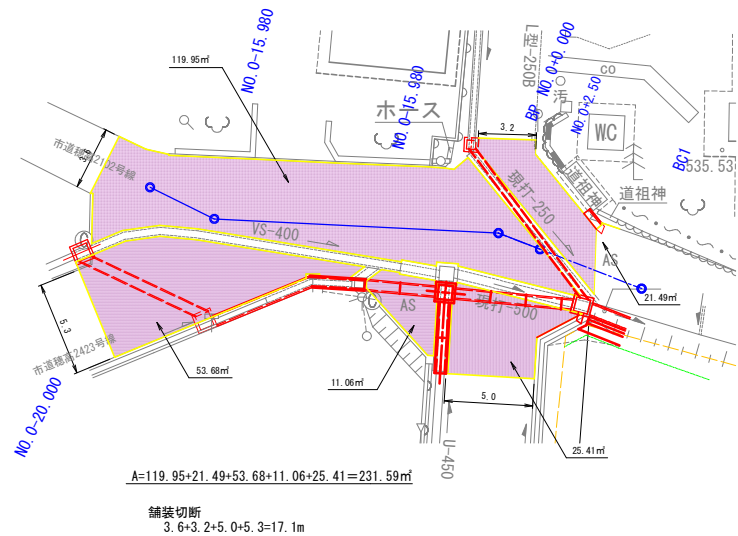 NO.0-15.980
119.95㎡
NO.0-15.980
ホース
L型-250B
BP NO.0+0.000
NO.0+2.50
汚
CO
WC
BC1
535.53
3.2
3.6
市道穂高2102号線
現打-250
道祖神
道祖神
VS-400
AS
21.49㎡
C
C
AS
現打-500
5.3
市道穂高2423号線
NO.0-20.000
53.68㎡
11.06㎡
5.0
25.41㎡
U-450
A=119.95+21.49+53.68+11.06+25.41=231.59㎡
舗装切断
3.6+3.2+5.0+5.3=17.1m